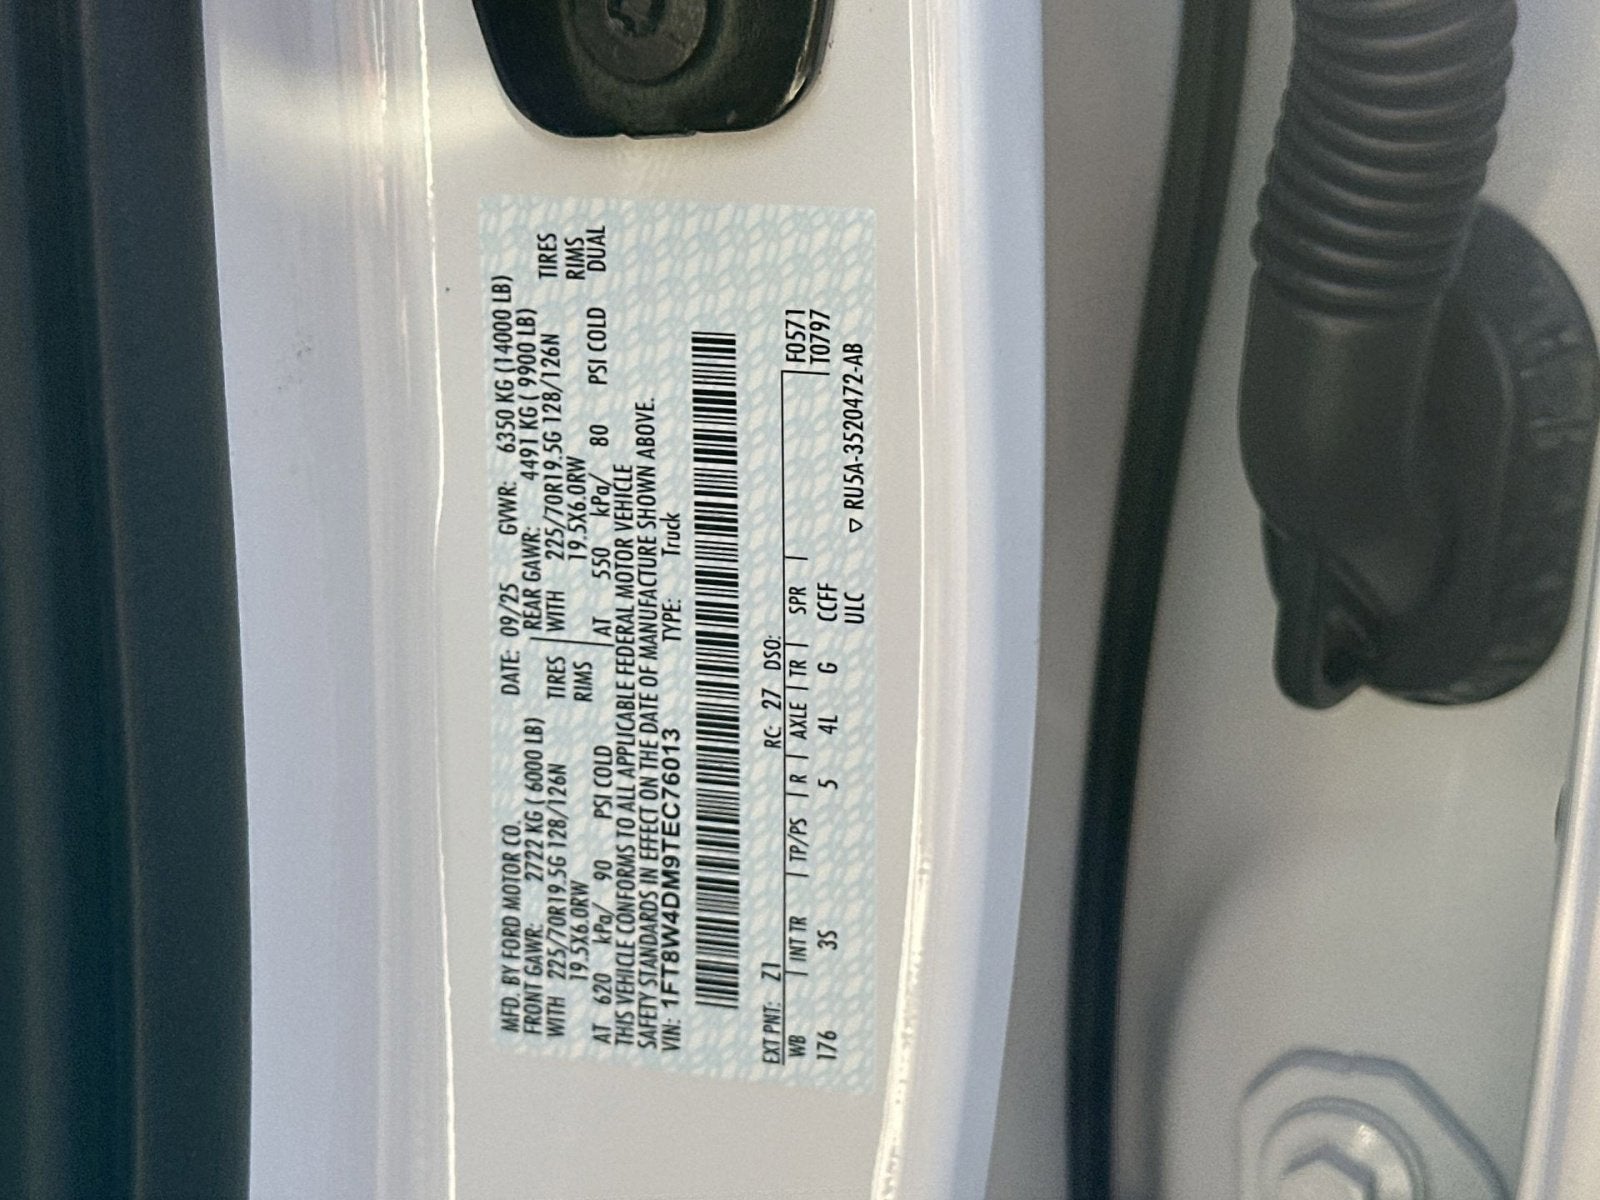 MFD. BY FORD MOTOR CO. DATE: 09/25 GVWR: 6350 KG (14000 LB)
FRONT GAWR: 2722 KG ( 6000 LB) REAR GAWR: 4491 KG ( 9900 LB)
WITH 225/70R19.5G 128/126N TIRES WITH 225/70R19.5G 128/126N TIRES
19.5X6.0RW RIMS 19.5X6.0RW RIMS
AT 620 kPa/ 90 PSI COLD AT 550 kPa/ 80 PSI COLD DUAL
THIS VEHICLE CONFORMS TO ALL APPLICABLE FEDERAL MOTOR VEHICLE
SAFETY STANDARDS IN EFFECT ON THE DATE OF MANUFACTURE SHOWN ABOVE.
VIN: 1FT8W4DM9TEC76013 TYPE: Truck
EXT PNT: Z1 RC: 27 DSO:
WB | INT TR | TP/PS | R | AXLE | TR | SPR | F0571
176 3S 5 4L G CCFF T0797
ULC ▽ RU5A-3520472-AB